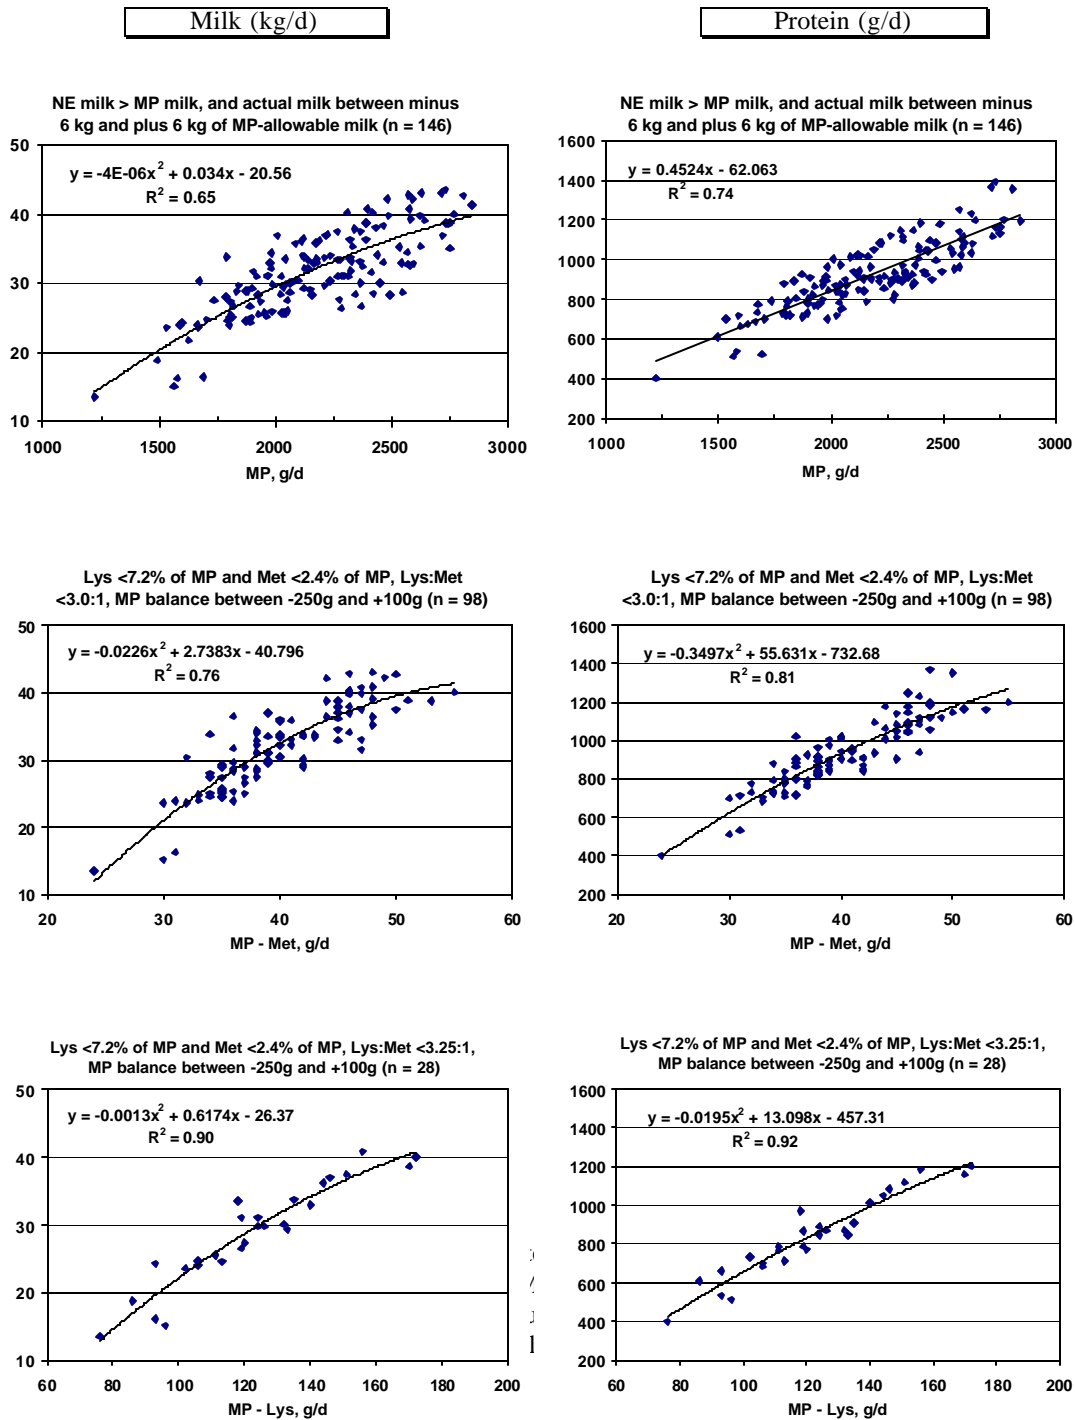 Milk (kg/d)
Protein (g/d)
NE milk > MP milk, and actual milk between minus
6 kg and plus 6 kg of MP-allowable milk (n = 146)
50
40
30
20
10
y = -4E-06x² + 0.034x - 20.56
R² = 0.65
1000 1500 2000 2500 3000
MP, g/d
NE milk > MP milk, and actual milk between minus
6 kg and plus 6 kg of MP-allowable milk (n = 146)
1600
1400
1200
1000
800
600
400
200
y = 0.4524x - 62.063
R² = 0.74
1000 1500 2000 2500 3000
MP, g/d
Lys <7.2% of MP and Met <2.4% of MP, Lys:Met
<3.0:1, MP balance between -250g and +100g (n = 98)
50
40
30
20
10
y = -0.0226x² + 2.7383x - 40.796
R² = 0.76
20 30 40 50 60
MP - Met, g/d
Lys <7.2% of MP and Met <2.4% of MP, Lys:Met
<3.0:1, MP balance between -250g and +100g (n = 98)
1600
1400
1200
1000
800
600
400
200
y = -0.3497x² + 55.631x - 732.68
R² = 0.81
20 30 40 50 60
MP - Met, g/d
Lys <7.2% of MP and Met <2.4% of MP, Lys:Met <3.25:1,
MP balance between -250g and +100g (n = 28)
50
40
30
20
10
y = -0.0013x² + 0.6174x - 26.37
R² = 0.90
60 80 100 120 140 160 180 200
MP - Lys, g/d
Lys <7.2% of MP and Met <2.4% of MP, Lys:Met <3.25:1,
MP balance between -250g and +100g (n = 28)
1600
1400
1200
1000
800
600
400
200
y = -0.0195x² + 13.098x - 457.31
R² = 0.92
60 80 100 120 140 160 180 200
MP - Lys, g/d